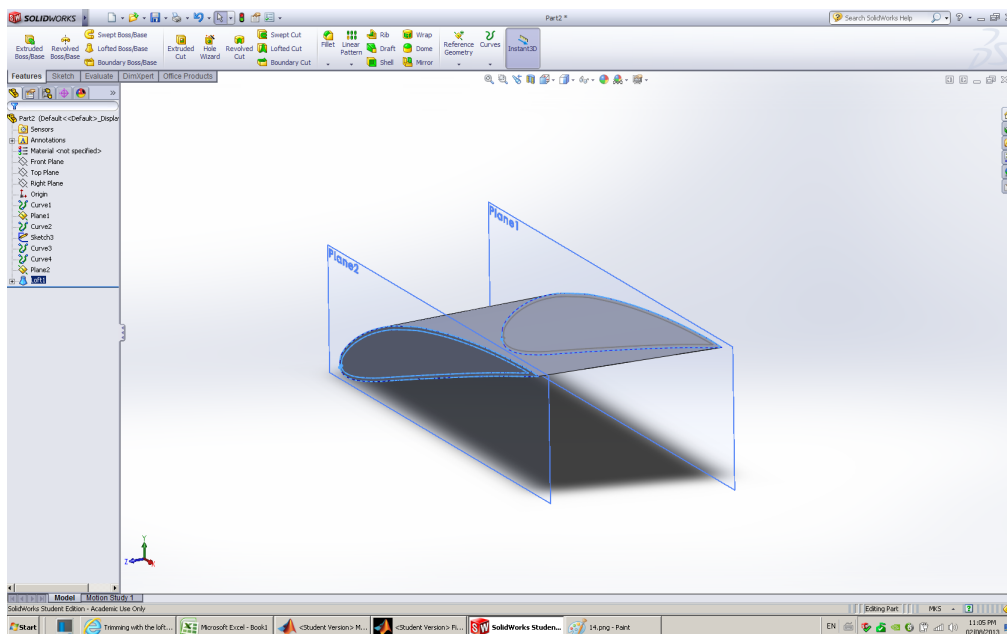 SOLIDWORKS
Part2 *
Search SolidWorks Help
Extruded Boss/Base
Revolved Boss/Base
Swept Boss/Base
Lofted Boss/Base
Boundary Boss/Base
Extruded Cut
Hole Wizard
Revolved Cut
Swept Cut
Lofted Cut
Boundary Cut
Fillet
Linear Pattern
Rib
Draft
Shell
Wrap
Dome
Mirror
Reference Geometry
Curves
Instant3D
Features Sketch Evaluate DimXpert Office Products
Part2 (Default<<Default>_Displa
Sensors
Annotations
Material <not specified>
Front Plane
Top Plane
Right Plane
Origin
Curve1
Plane1
Curve2
Sketch3
Curve3
Curve4
Plane2
Loft1
Plane1
Plane2
Y
Z
X
Model Motion Study 1
SolidWorks Student Edition - Academic Use Only
Editing Part
MKS
Start
Trimming with the loft...
Microsoft Excel - Book1
<Student Version> M...
<Student Version> Fi...
SolidWorks Studen...
14.png - Paint
EN
11:05 PM
02/08/2013